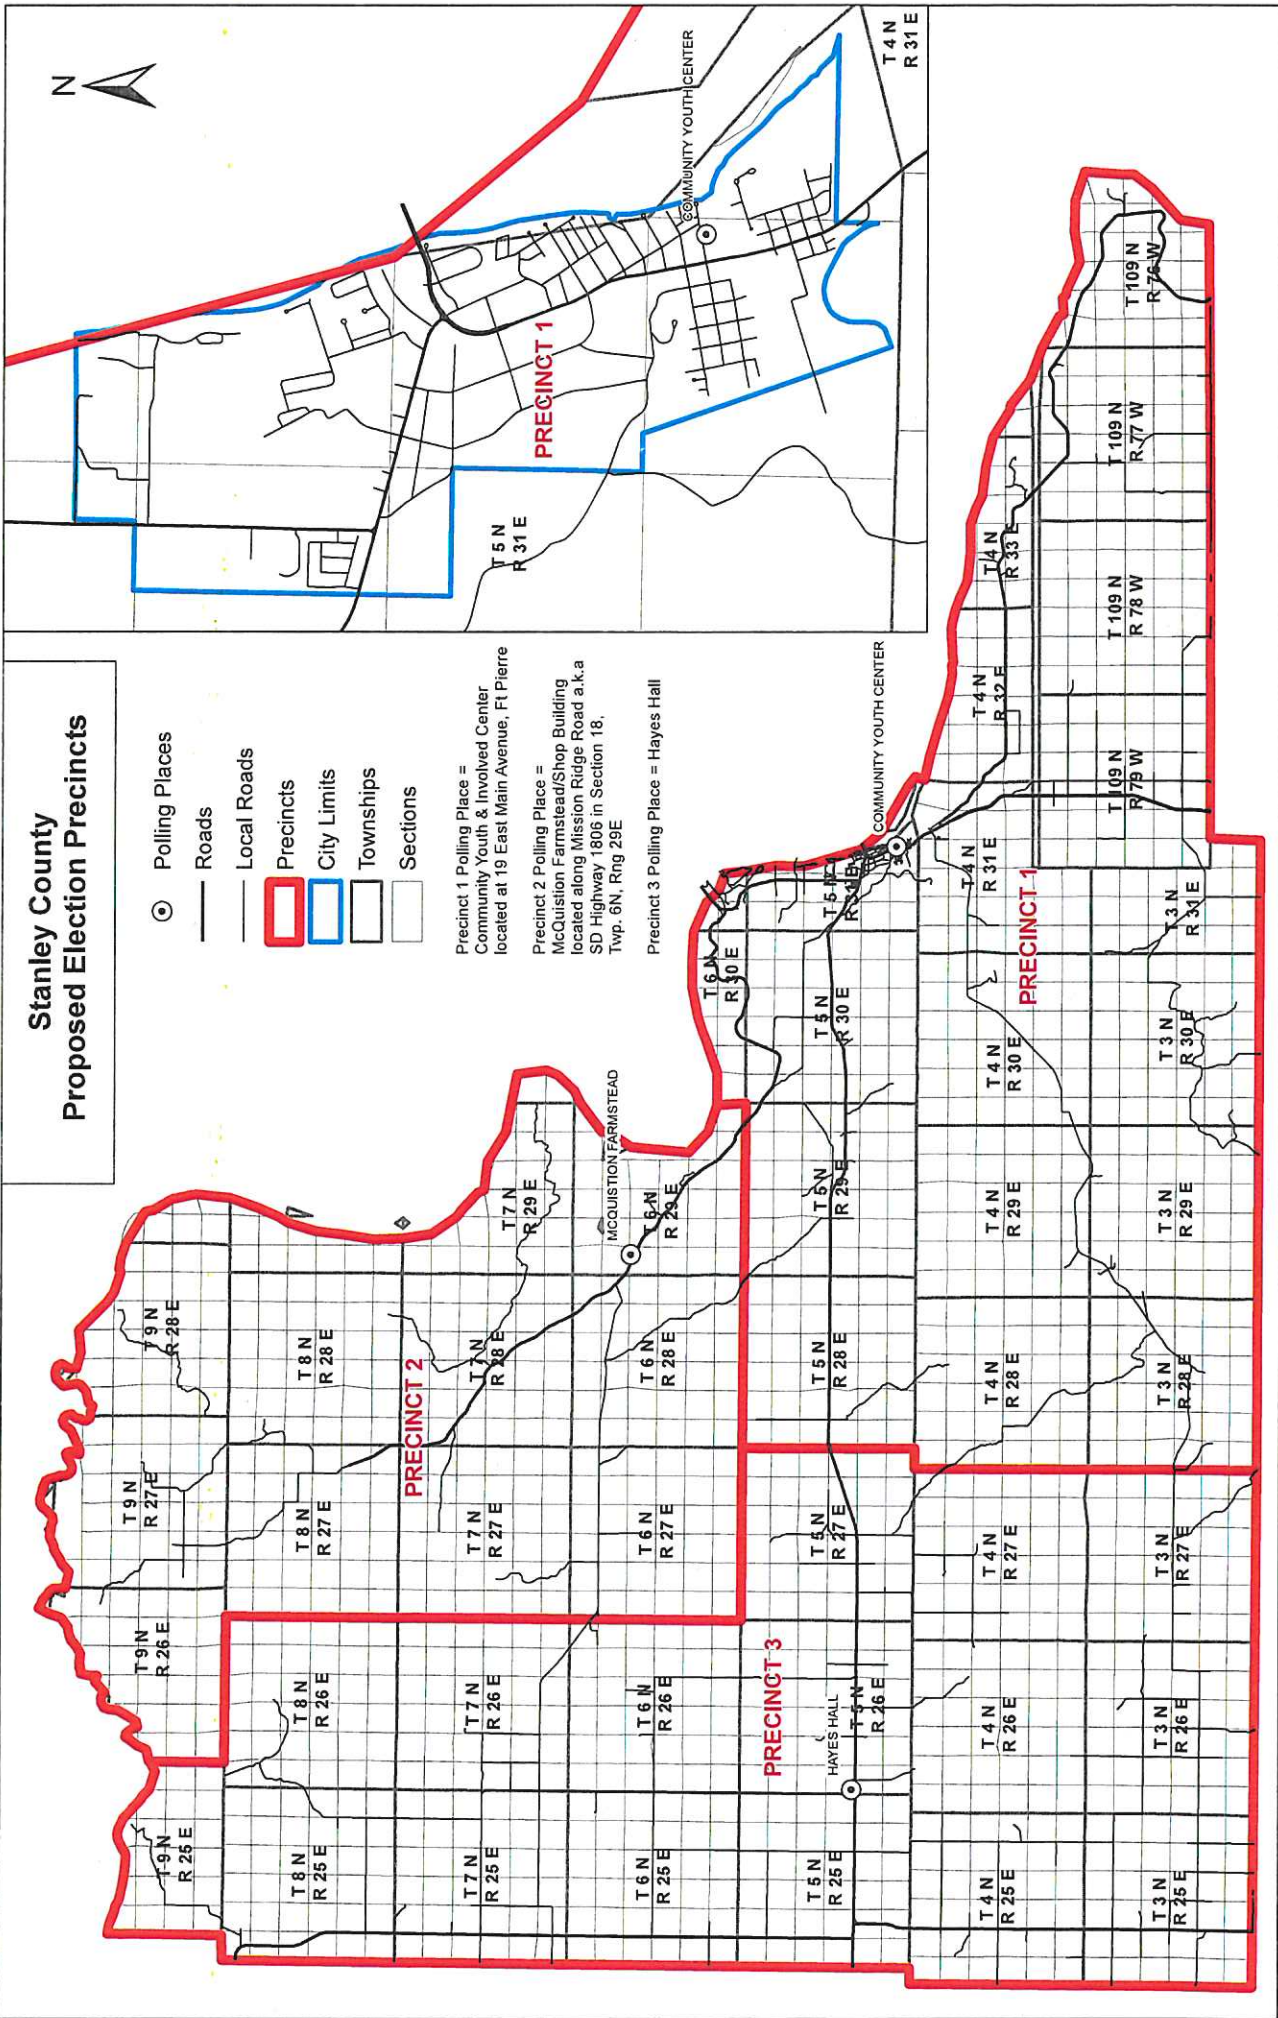 Stanley County
Proposed Election Precincts
Polling Places
Roads
Local Roads
Precincts
City Limits
Townships
Sections
Precinct 1 Polling Place =
Community Youth & Involved Center
located at 19 East Main Avenue, Ft Pierre
Precinct 2 Polling Place =
McQuistion Farmstead/Shop Building
located along Mission Ridge Road a.k.a
SD Highway 1806 in Section 18,
Twp. 6N, Rng 29E
Precinct 3 Polling Place = Hayes Hall
N
PRECINCT 1
T 5 N
R 31 E
COMMUNITY YOUTH CENTER
T 4 N
R 31 E
T 9 N
R 25 E
T 9 N
R 26 E
T 9 N
R 27 E
T 9 N
R 28 E
T 8 N
R 25 E
T 8 N
R 26 E
T 8 N
R 27 E
T 8 N
R 28 E
PRECINCT 2
T 7 N
R 25 E
T 7 N
R 26 E
T 7 N
R 27 E
T 7 N
R 28 E
T 7 N
R 29 E
MCQUISTION FARMSTEAD
T 6 N
R 25 E
T 6 N
R 26 E
T 6 N
R 27 E
T 6 N
R 28 E
T 6 N
R 29 E
T 6 N
R 30 E
PRECINCT 3
HAYES HALL
T 5 N
R 25 E
T 5 N
R 26 E
T 5 N
R 27 E
T 5 N
R 28 E
T 5 N
R 29 E
T 5 N
R 30 E
T 5 N
R 31 E
COMMUNITY YOUTH CENTER
T 4 N
R 25 E
T 4 N
R 26 E
T 4 N
R 27 E
T 4 N
R 28 E
T 4 N
R 29 E
T 4 N
R 30 E
T 4 N
R 31 E
T 4 N
R 32 E
T 4 N
R 33 E
PRECINCT 1
T 3 N
R 25 E
T 3 N
R 26 E
T 3 N
R 27 E
T 3 N
R 28 E
T 3 N
R 29 E
T 3 N
R 30 E
T 3 N
R 31 E
T 109 N
R 79 W
T 109 N
R 78 W
T 109 N
R 77 W
T 109 N
R 76 W